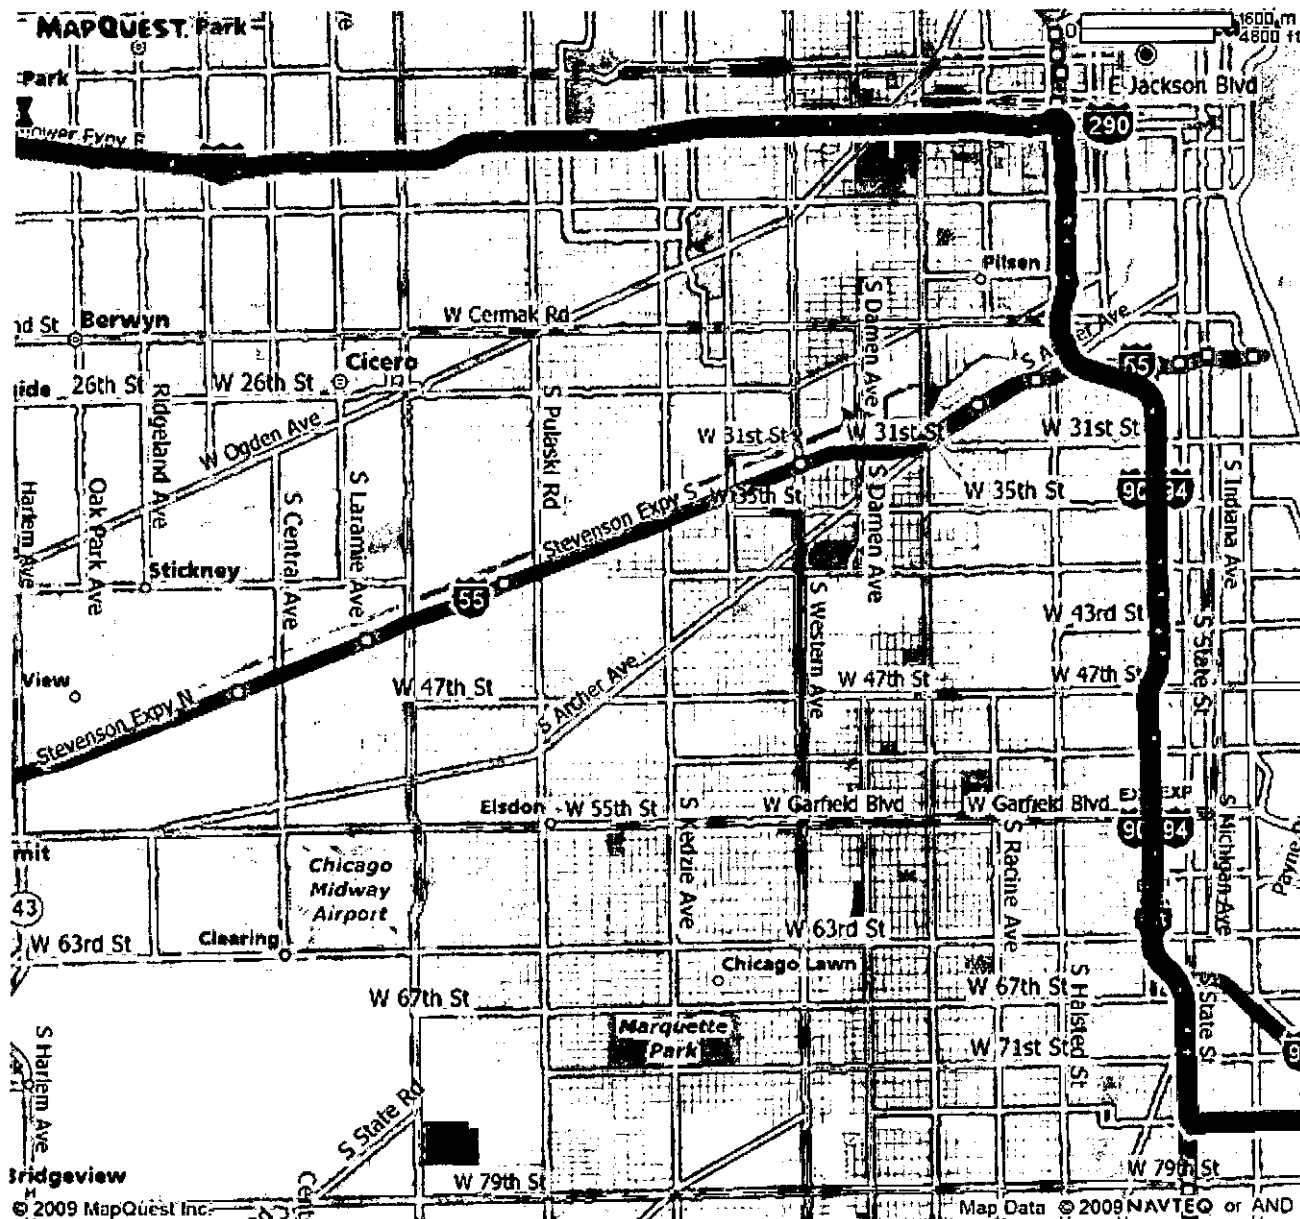 MAPQUEST. Park
1600 m
0
4800 ft
Park
E Jackson Blvd
290
Pilsen
S Damen Ave
W Cermak Rd
Berwyn
Cicero
55
26th St
W 26th St
Ridgeland Ave
W Ogden Ave
S Pulaski Rd
W 31st St
W 31st St
W 31st St
Harlem Ave
Oak Park Ave
S Central Ave
S Laramie Ave
Stevenson Expy S
W 35th St
S Damen Ave
W 35th St
90 94
S Indiana Ave
Stickney
55
S Western Ave
W 43rd St
S State St
View
Stevenson Expy N
W 47th St
S Archer Ave
W 47th St
W 47th St
Elsdon
W 55th St
S Kedzie Ave
W Garfield Blvd
W Garfield Blvd
S Racine Ave
EXP
90 94
S Michigan Ave
Payne
Chicago
Midway
Airport
43
W 63rd St
Clearing
W 63rd St
Chicago Lawn
W 67th St
W 67th St
S Halsted St
S State St
Marquette
Park
W 71st St
S Harlem Ave
S State Rd
Bridgeview
W 79th St
W 79th St
© 2009 MapQuest Inc.
Map Data © 2009 NAVTEQ or AND